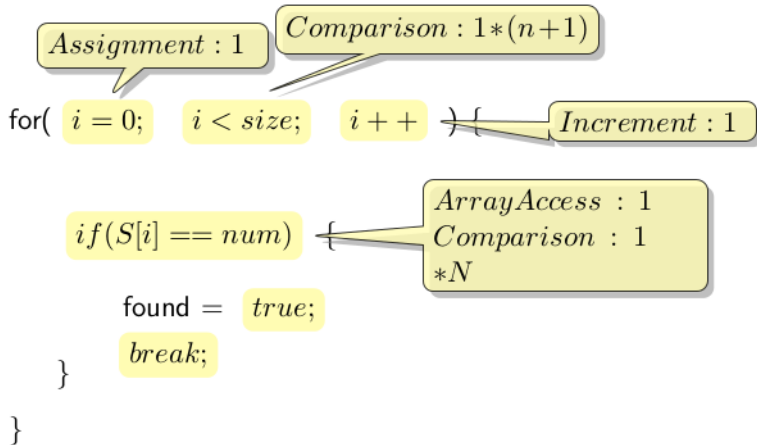 Assignment : 1
Comparison : 1*(n+1)
for( i = 0; i < size; i + + ) {
Increment : 1
if(S[i] == num) {
ArrayAccess : 1
Comparison : 1
*N
found = true;
break;
}
}